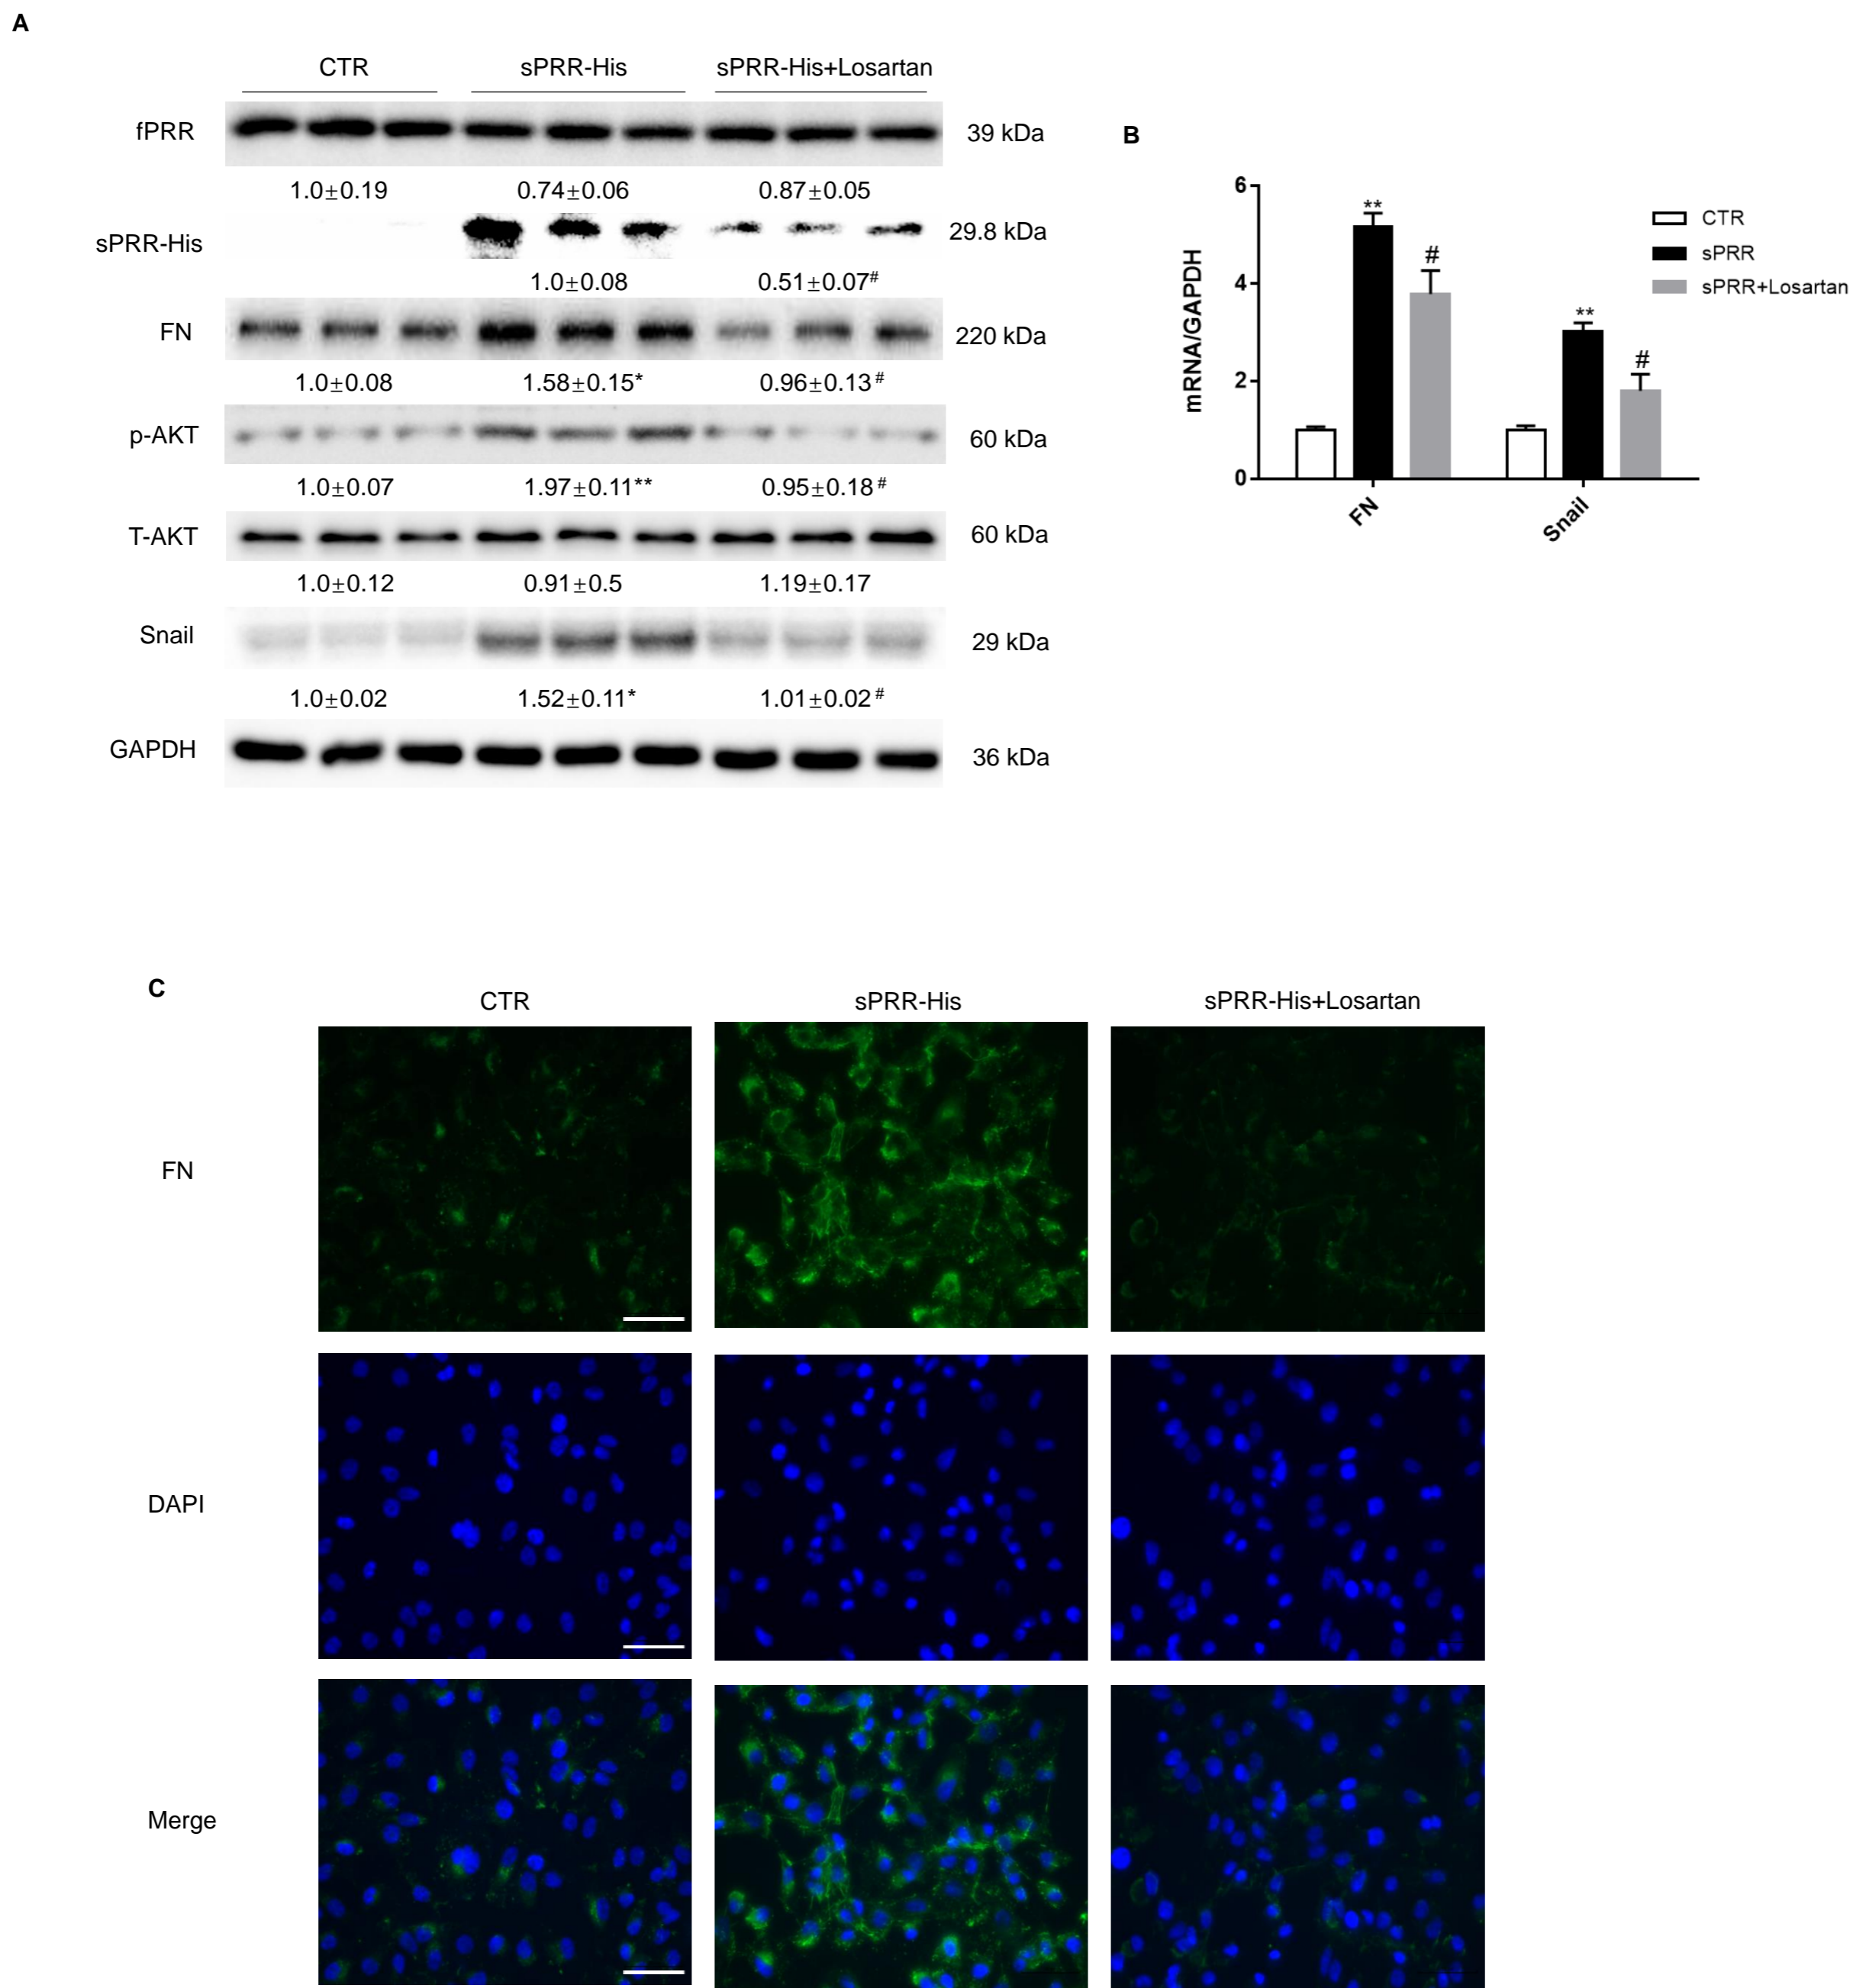 A
CTR sPRR-His sPRR-His+Losartan
fPRR 39 kDa
1.0±0.19 0.74±0.06 0.87±0.05
sPRR-His 29.8 kDa
1.0±0.08 0.51±0.07#
FN 220 kDa
1.0±0.08 1.58±0.15* 0.96±0.13#
p-AKT 60 kDa
1.0±0.07 1.97±0.11** 0.95±0.18#
T-AKT 60 kDa
1.0±0.12 0.91±0.5 1.19±0.17
Snail 29 kDa
1.0±0.02 1.52±0.11* 1.01±0.02#
GAPDH 36 kDa
B
mRNA/GAPDH
6
4
2
0
**
#
**
#
FN
Snail
CTR
sPRR
sPRR+Losartan
C
CTR sPRR-His sPRR-His+Losartan
FN
DAPI
Merge